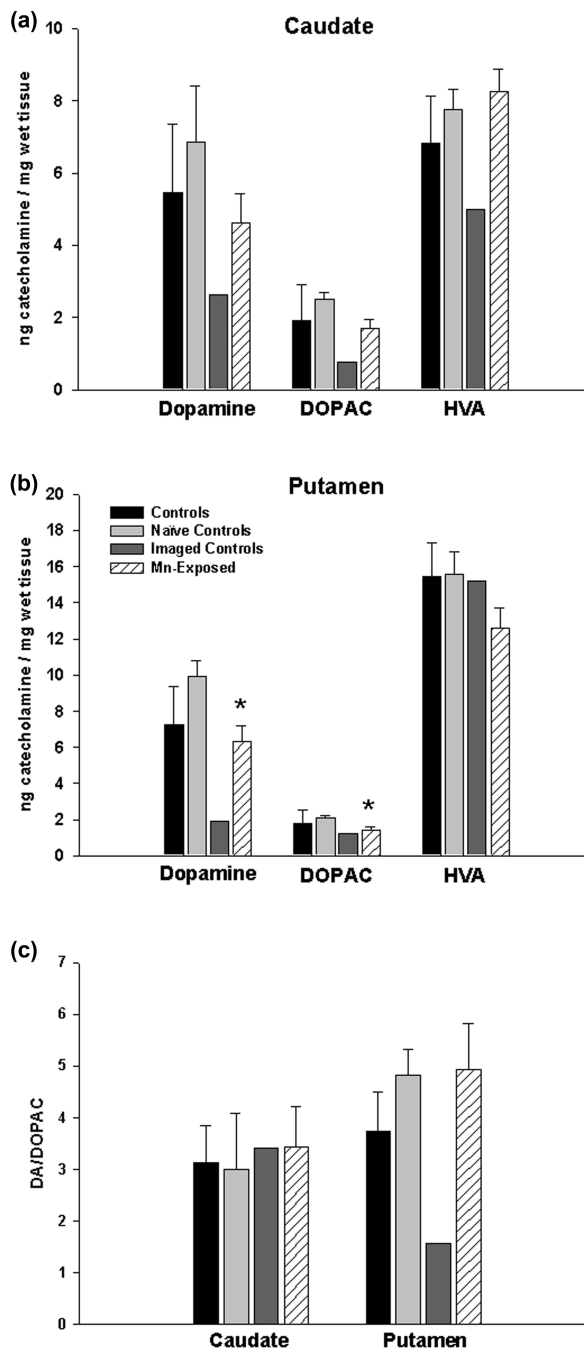 (a)
Caudate
ng catecholamine / mg wet tissue
10
8
6
4
2
0
Dopamine DOPAC HVA
(b)
Putamen
ng catecholamine / mg wet tissue
20
18
16
14
12
10
8
6
4
2
0
Controls
Naïve Controls
Imaged Controls
Mn-Exposed
*
*
Dopamine DOPAC HVA
(c)
DA/DOPAC
7
6
5
4
3
2
1
0
Caudate Putamen